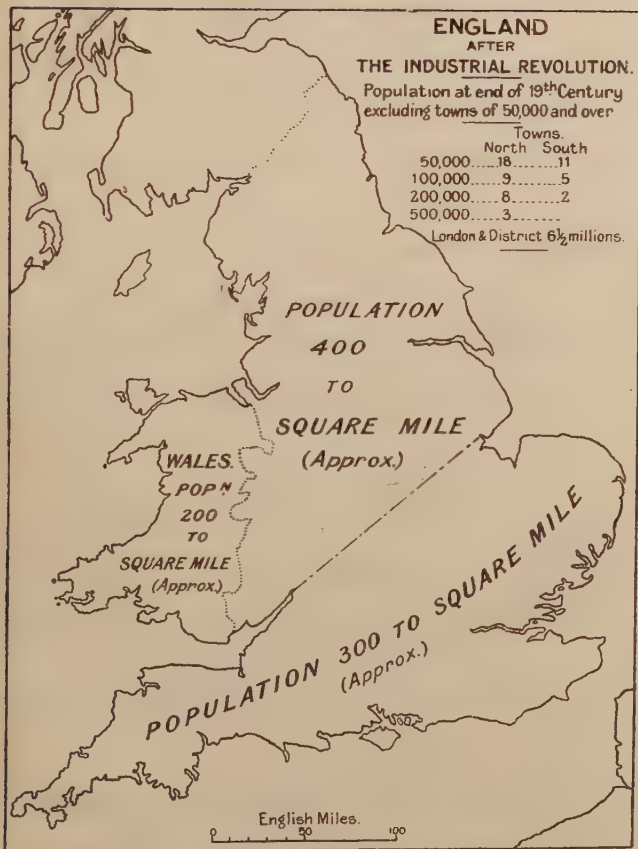 ENGLAND
AFTER
THE INDUSTRIAL REVOLUTION.
Population at end of 19th Century
excluding towns of 50,000 and over
Towns.
North South
50,000.....18.......11
100,000.....9.......5
200,000.....8.......2
500,000.....3.......
London & District 6½ millions.
POPULATION
400
TO
SQUARE MILE
(Approx.)
WALES.
POPN
200
TO
SQUARE MILE
(Approx.)
POPULATION 300 TO SQUARE MILE
(Approx.)
English Miles.
0 50 100